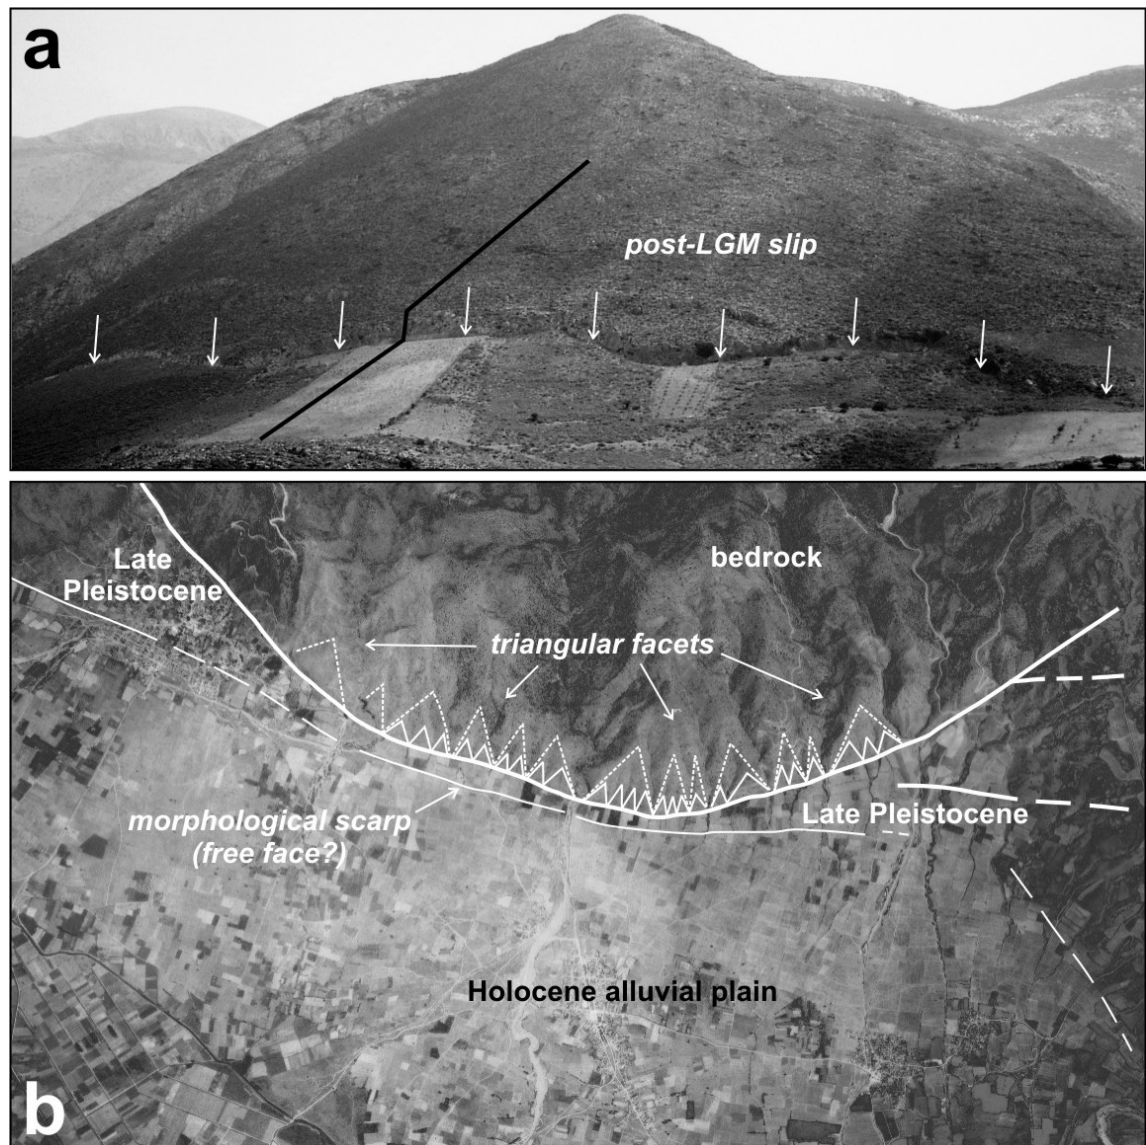 a
post-LGM slip
Late
Pleistocene
bedrock
triangular facets
morphological scarp
(free face?)
Late Pleistocene
Holocene alluvial plain
b